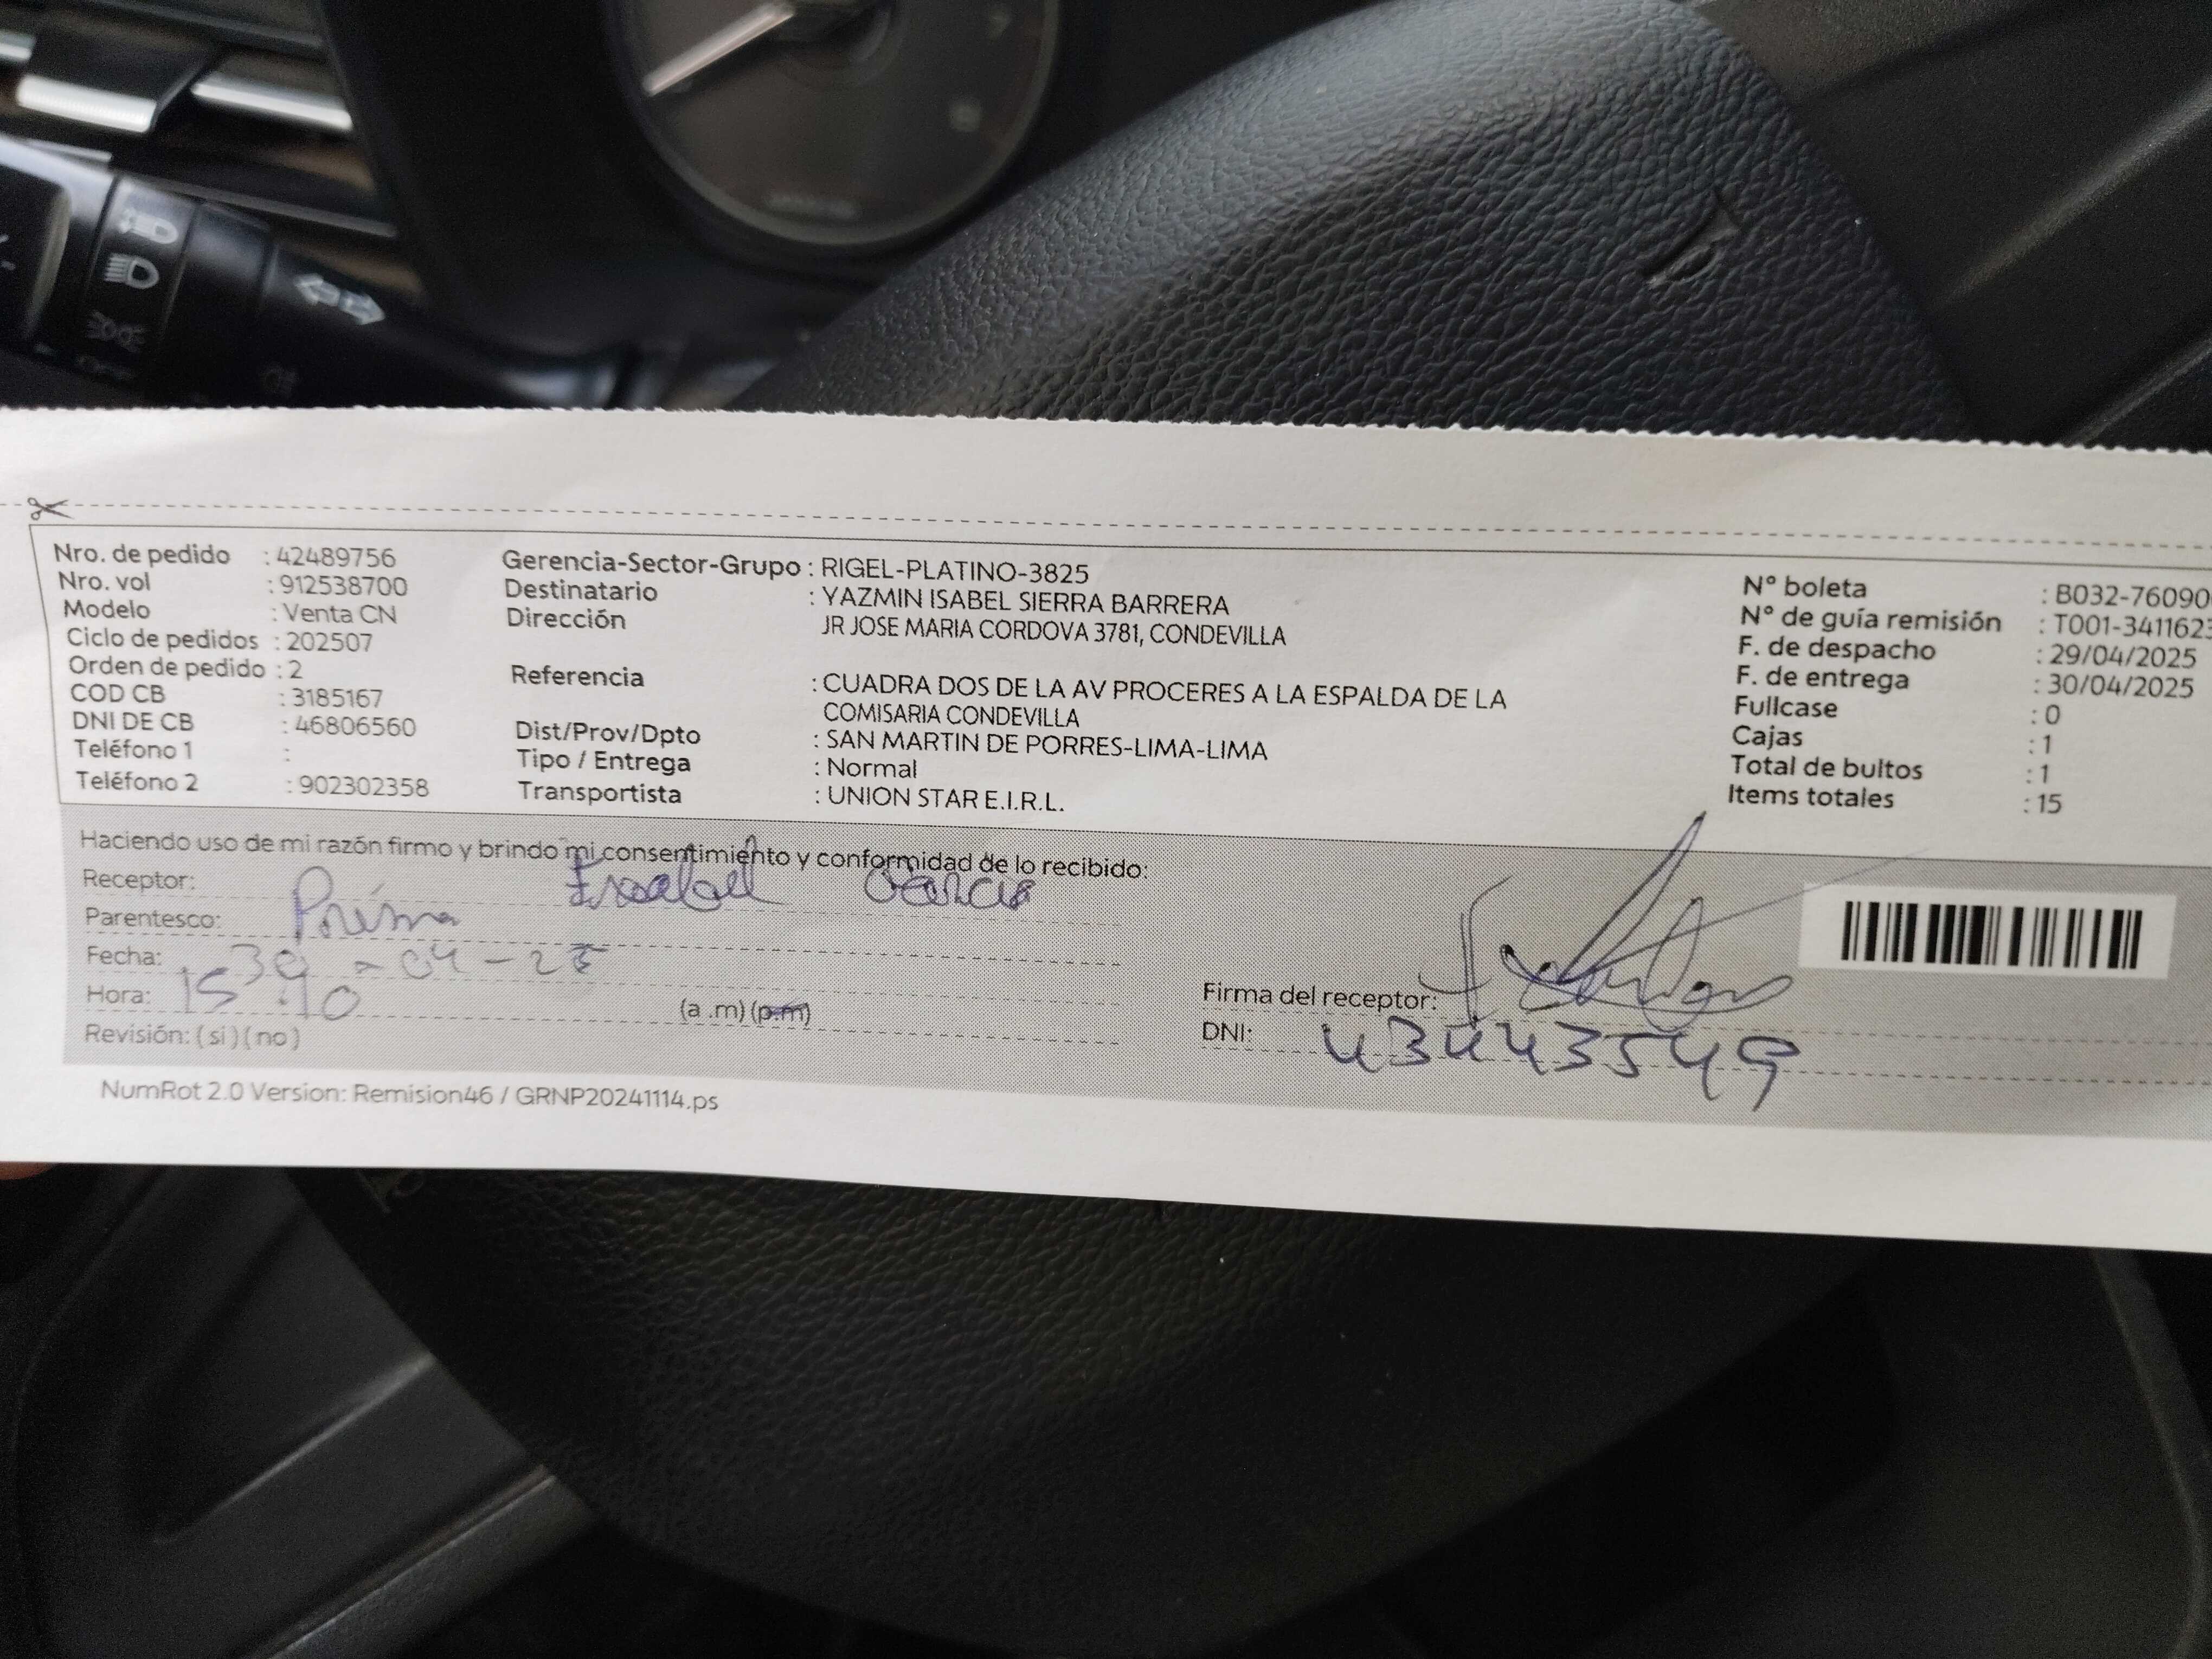 Nro. de pedido : 42489756
Nro. vol : 912538700
Modelo : Venta CN
Ciclo de pedidos : 202507
Orden de pedido : 2
COD CB : 3185167
DNI DE CB : 46806560
Teléfono 1 :
Teléfono 2 : 902302358
Gerencia-Sector-Grupo : RIGEL-PLATINO-3825
Destinatario : YAZMIN ISABEL SIERRA BARRERA
Dirección JR JOSE MARIA CORDOVA 3781, CONDEVILLA
Referencia : CUADRA DOS DE LA AV PROCERES A LA ESPALDA DE LA
COMISARIA CONDEVILLA
Dist/Prov/Dpto : SAN MARTIN DE PORRES-LIMA-LIMA
Tipo / Entrega : Normal
Transportista : UNION STAR E.I.R.L.
N° boleta : B032-76090
N° de guía remisión : T001-3411623
F. de despacho : 29/04/2025
F. de entrega : 30/04/2025
Fullcase : 0
Cajas : 1
Total de bultos : 1
Items totales : 15
Haciendo uso de mi razón firmo y brindo mi consentimiento y conformidad de lo recibido:
Receptor: Isabel Garcia
Parentesco: Prima
Fecha: 30-04-25
Hora: 15:10 (a .m) (p.m)
Revisión: ( si ) ( no )
Firma del receptor:
DNI: 43443549
NumRot 2.0 Version: Remision46 / GRNP20241114.ps